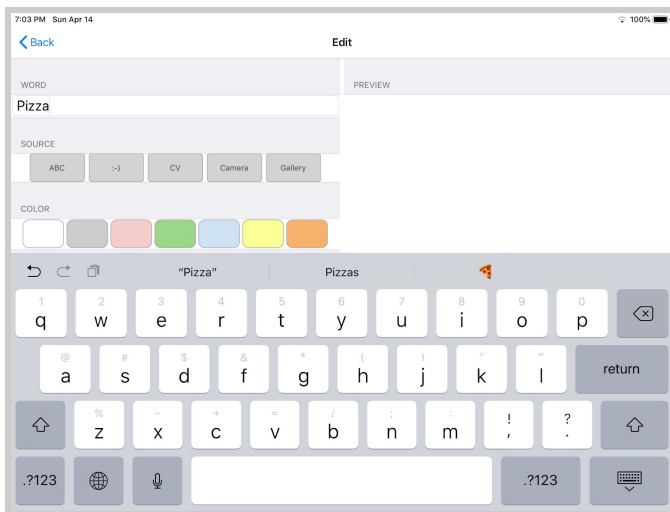 7:03 PM Sun Apr 14 100%
Back Edit
WORD PREVIEW
Pizza
SOURCE
ABC :-) CV Camera Gallery
COLOR
“Pizza” Pizzas
1 2 3 4 5 6 7 8 9 0
q w e r t y u i o p
@ # $ & * ( ) ' "
a s d f g h j k l return
% - + = / ; : ! ?
z x c v b n m , .
.?123 .?123